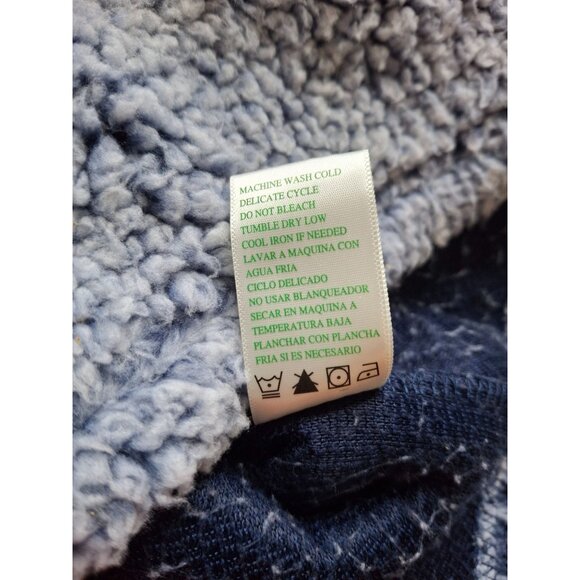 MACHINE WASH COLD
DELICATE CYCLE
DO NOT BLEACH
TUMBLE DRY LOW
COOL IRON IF NEEDED
LAVAR A MAQUINA CON
AGUA FRIA
CICLO DELICADO
NO USAR BLANQUEADOR
SECAR EN MAQUINA A
TEMPERATURA BAJA
PLANCHAR CON PLANCHA
FRIA SI ES NECESARIO